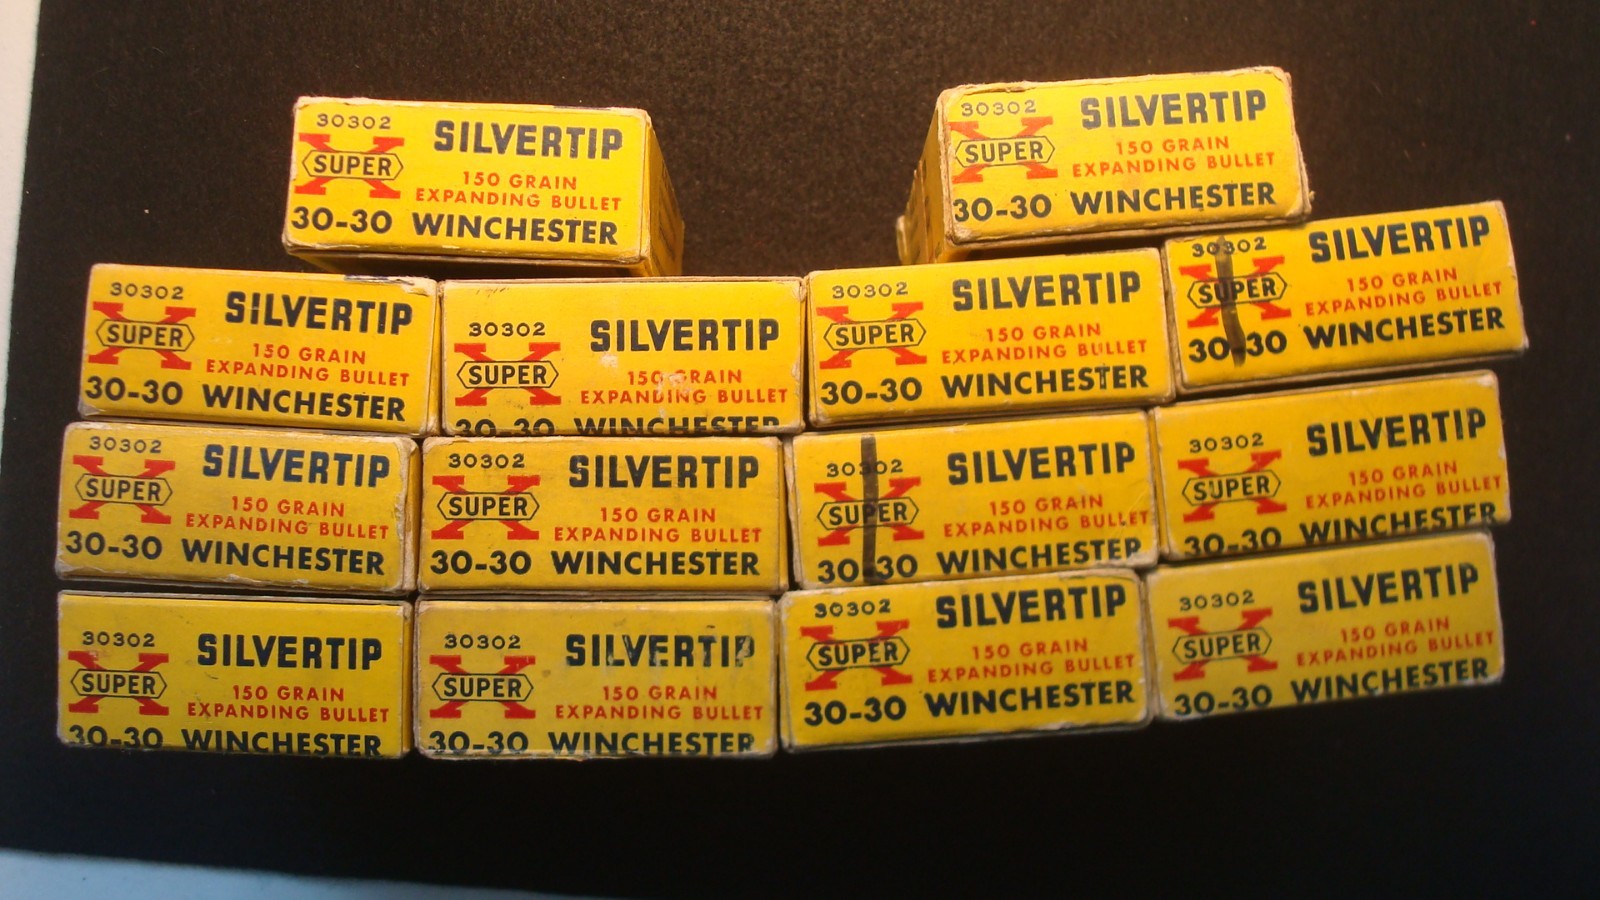 30302
SUPER X
SILVERTIP
150 GRAIN
EXPANDING BULLET
30-30 WINCHESTER
30302
SUPER X
SILVERTIP
150 GRAIN
EXPANDING BULLET
30-30 WINCHESTER
30302
SUPER X
SILVERTIP
150 GRAIN
EXPANDING BULLET
30-30 WINCHESTER
30302
SUPER X
SILVERTIP
150 GRAIN
EXPANDING BULLET
30-30 WINCHESTER
30302
SUPER X
SILVERTIP
150 GRAIN
EXPANDING BULLET
30-30 WINCHESTER
30302
SUPER X
SILVERTIP
150 GRAIN
EXPANDING BULLET
30-30 WINCHESTER
30302
SUPER X
SILVERTIP
150 GRAIN
EXPANDING BULLET
30-30 WINCHESTER
30302
SUPER X
SILVERTIP
150 GRAIN
EXPANDING BULLET
30-30 WINCHESTER
30302
SUPER X
SILVERTIP
150 GRAIN
EXPANDING BULLET
30-30 WINCHESTER
30302
SUPER X
SILVERTIP
150 GRAIN
EXPANDING BULLET
30-30 WINCHESTER
30302
SUPER X
SILVERTIP
150 GRAIN
EXPANDING BULLET
30-30 WINCHESTER
30302
SUPER X
SILVERTIP
150 GRAIN
EXPANDING BULLET
30-30 WINCHESTER
30302
SUPER X
SILVERTIP
150 GRAIN
EXPANDING BULLET
30-30 WINCHESTER
30302
SUPER X
SILVERTIP
150 GRAIN
EXPANDING BULLET
30-30 WINCHESTER